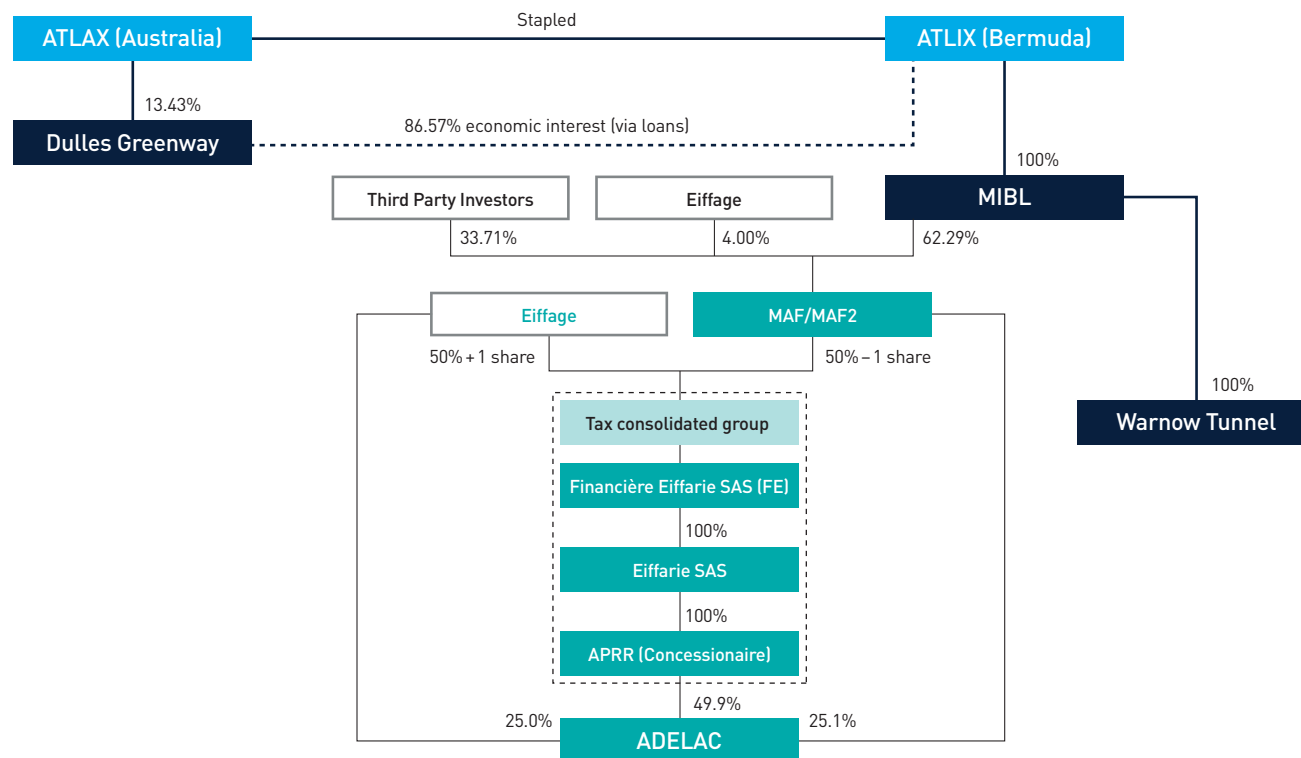 Stapled
ATLAX (Australia)
ATLIX (Bermuda)
13.43%
86.57% economic interest (via loans)
Dulles Greenway
100%
Third Party Investors
Eiffage
MIBL
33.71%
4.00%
62.29%
Eiffage
MAF/MAF2
50% + 1 share
50% – 1 share
100%
Tax consolidated group
Warnow Tunnel
Financière Eiffarie SAS (FE)
100%
Eiffarie SAS
100%
APRR (Concessionaire)
49.9%
25.0%
25.1%
ADELAC